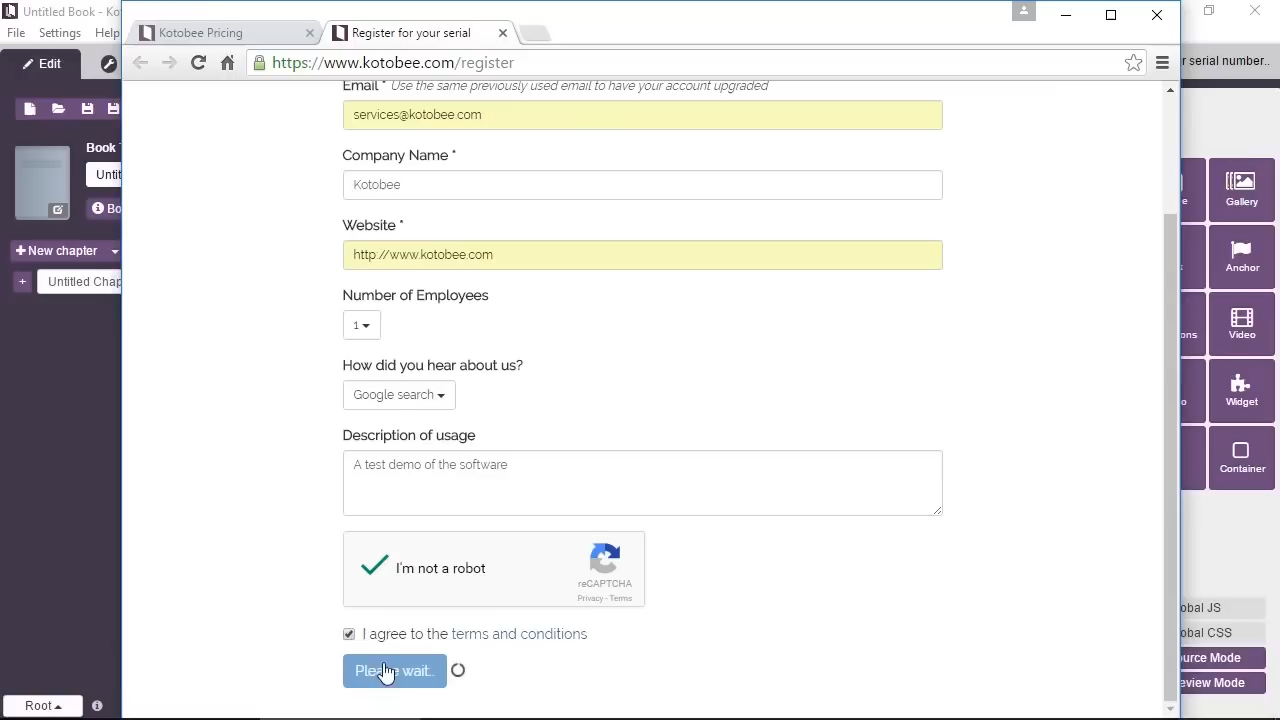 Untitled Book - Ko
File Settings Help
Edit
Book
Untit
Bo
New chapter
Untitled Chap
Root
Kotobee Pricing
Register for your serial
https://www.kotobee.com/register
Email * Use the same previously used email to have your account upgraded
services@kotobee.com
Company Name *
Kotobee
Website *
http://www.kotobee.com
Number of Employees
1
How did you hear about us?
Google search
Description of usage
A test demo of the software
I'm not a robot
reCAPTCHA
Privacy - Terms
I agree to the terms and conditions
Please wait..
r serial number..
Gallery
Anchor
ons
Video
Widget
Container
obal JS
obal CSS
ource Mode
eview Mode